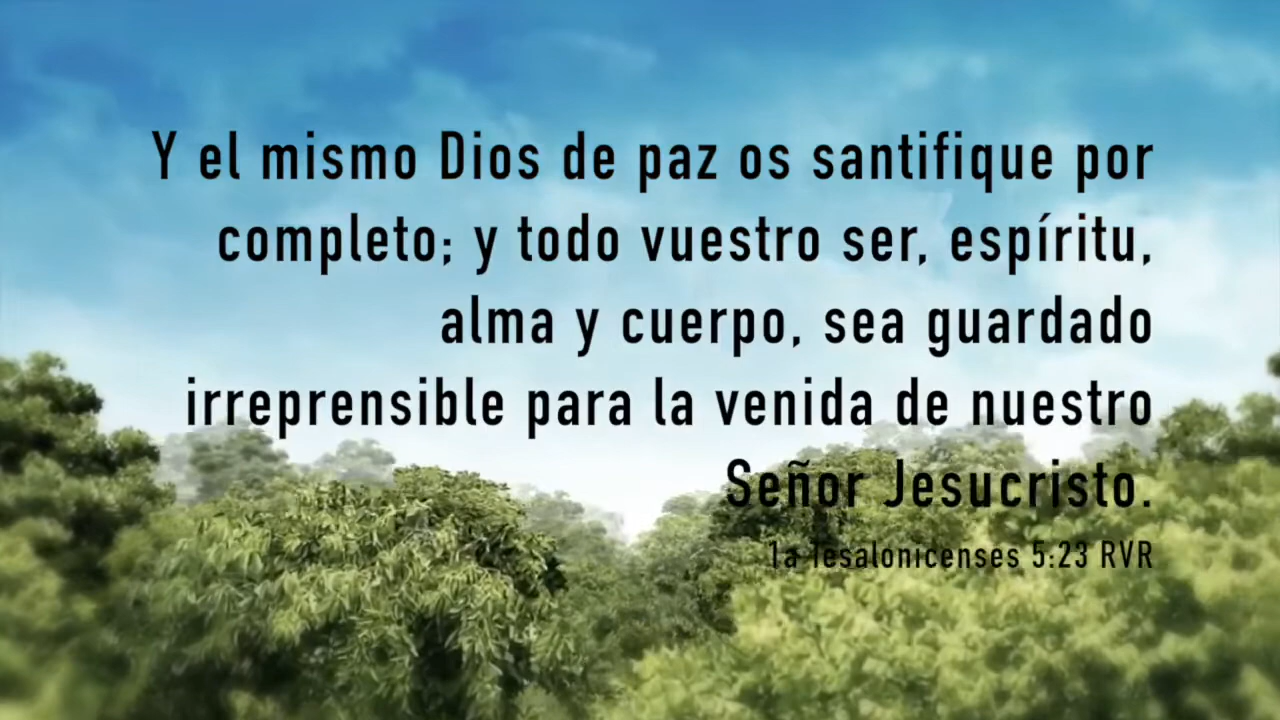 Y el mismo Dios de paz os santifique por
completo; y todo vuestro ser, espíritu,
alma y cuerpo, sea guardado
irreprensible para la venida de nuestro
Señor Jesucristo.
1a Tesalonicenses 5:23 RVR